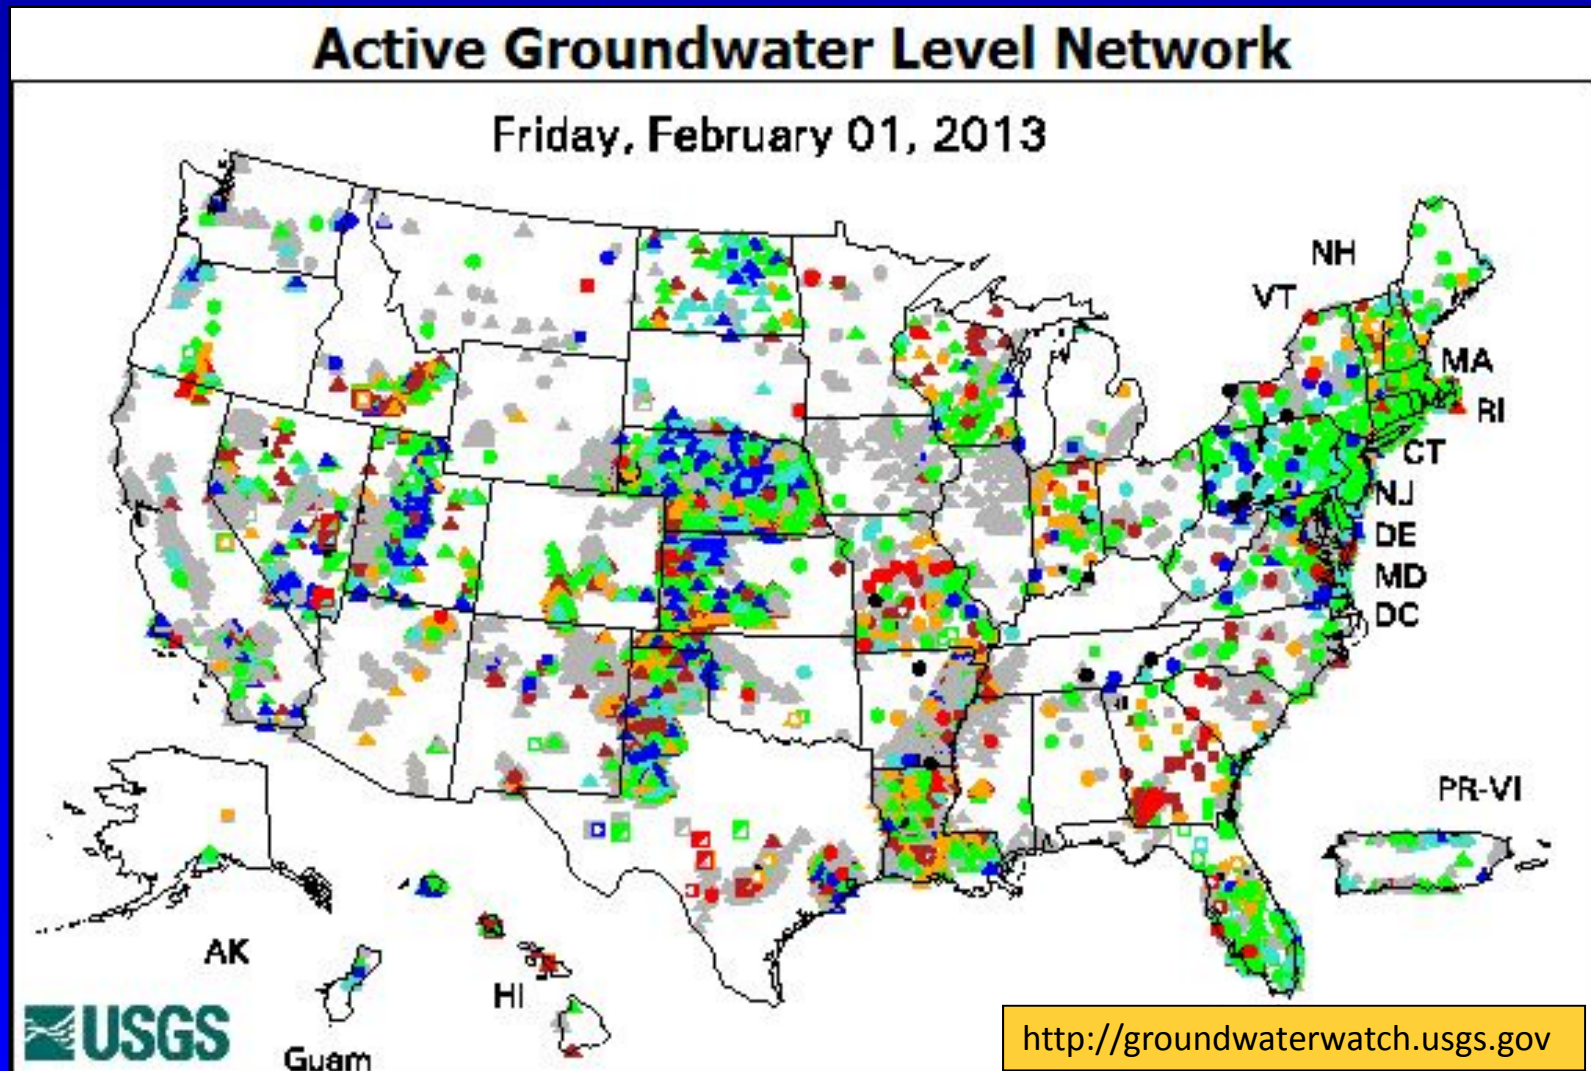 Active Groundwater Level Network
Friday, February 01, 2013
NH
VT
MA
RI
CT
NJ
DE
MD
DC
PR-VI
AK
HI
Guam
USGS
http://groundwaterwatch.usgs.gov